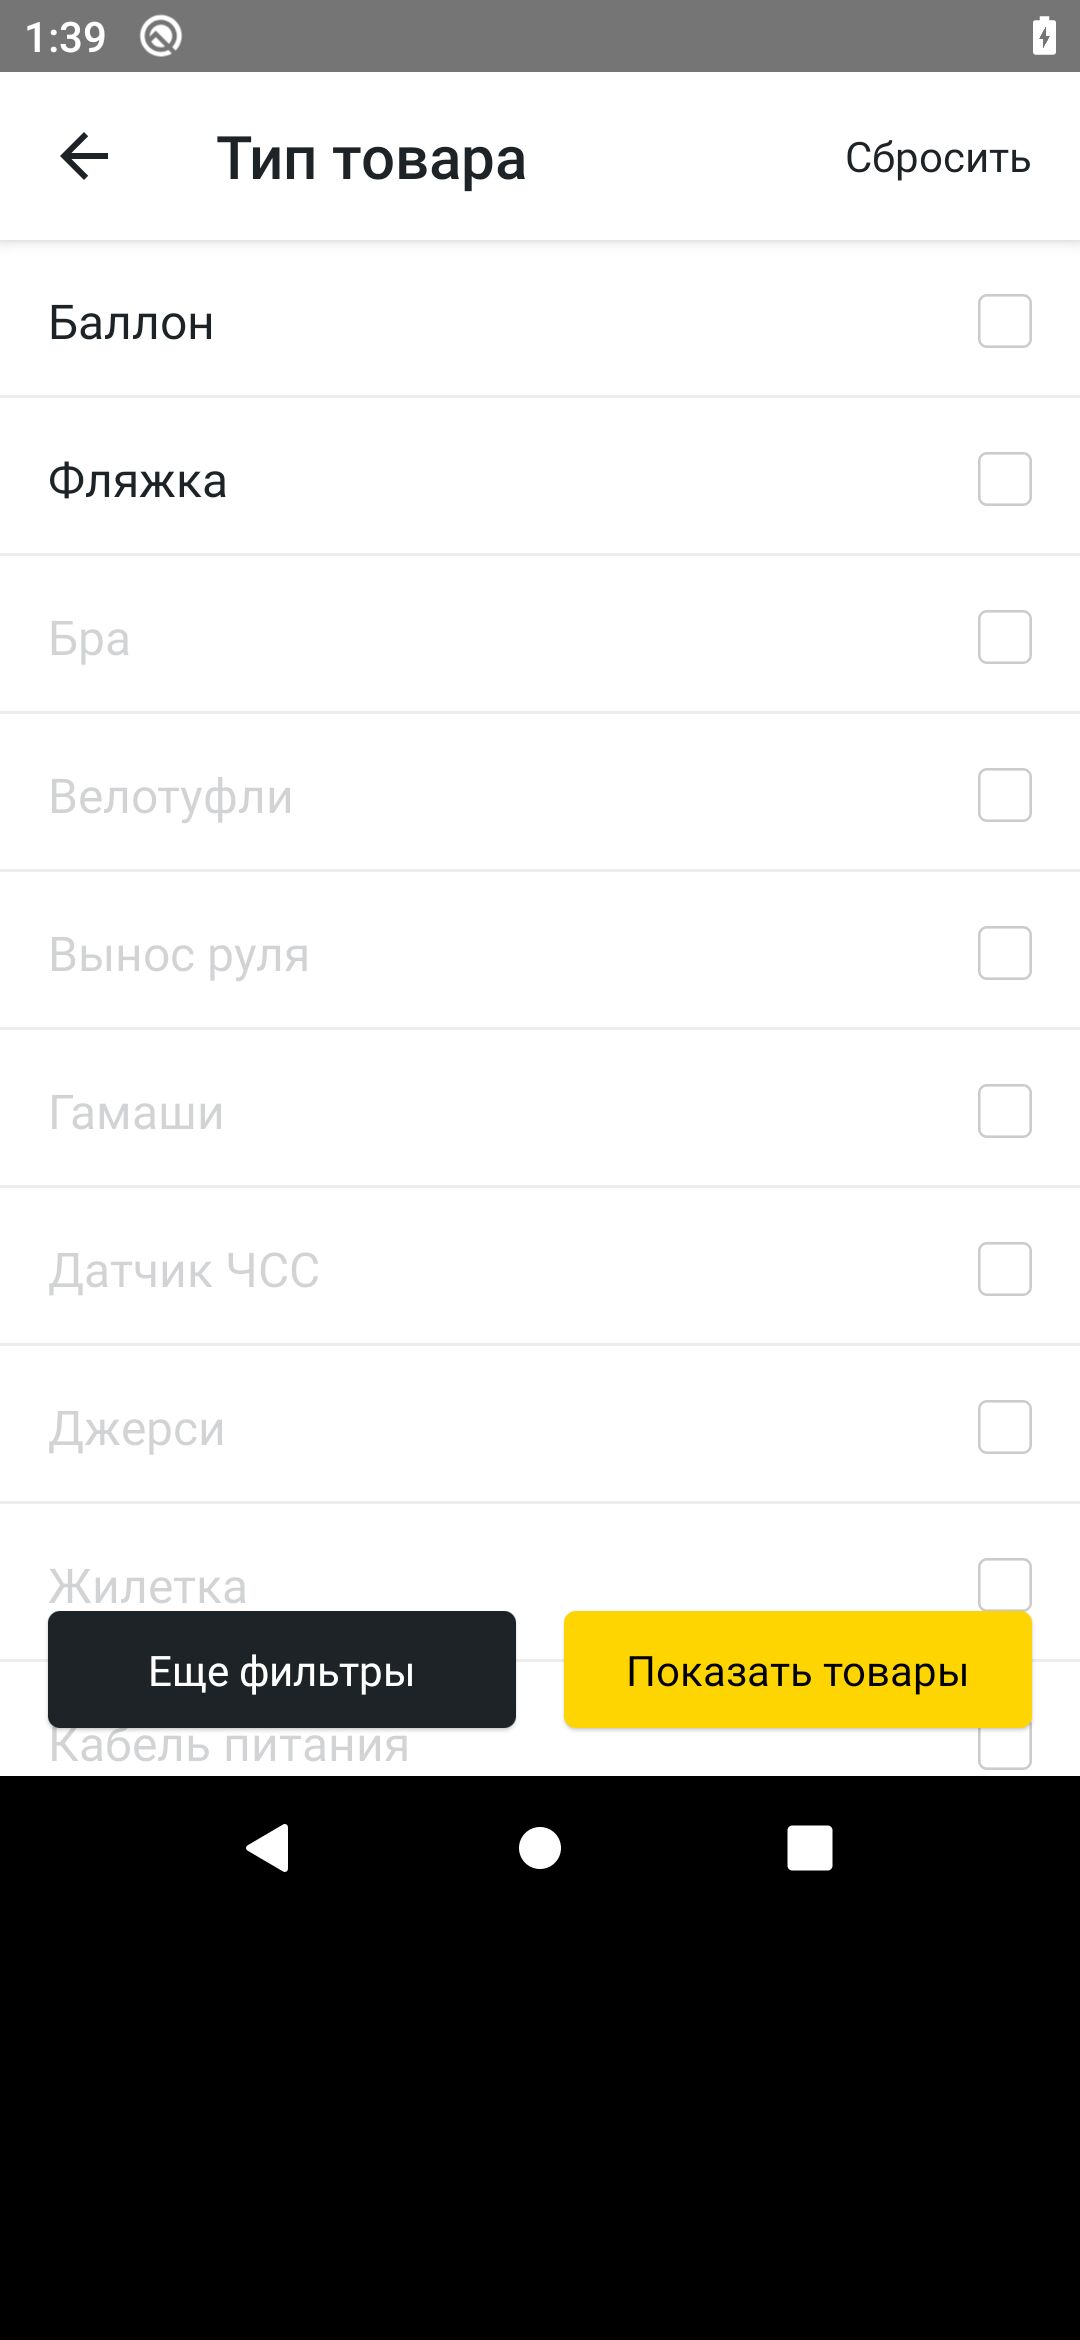 1:39
Тип товара
Сбросить
Баллон
Фляжка
Бра
Велотуфли
Вынос руля
Гамаши
Датчик ЧСС
Джерси
Жилетка
Еще фильтры
Показать товары
Кабель питания